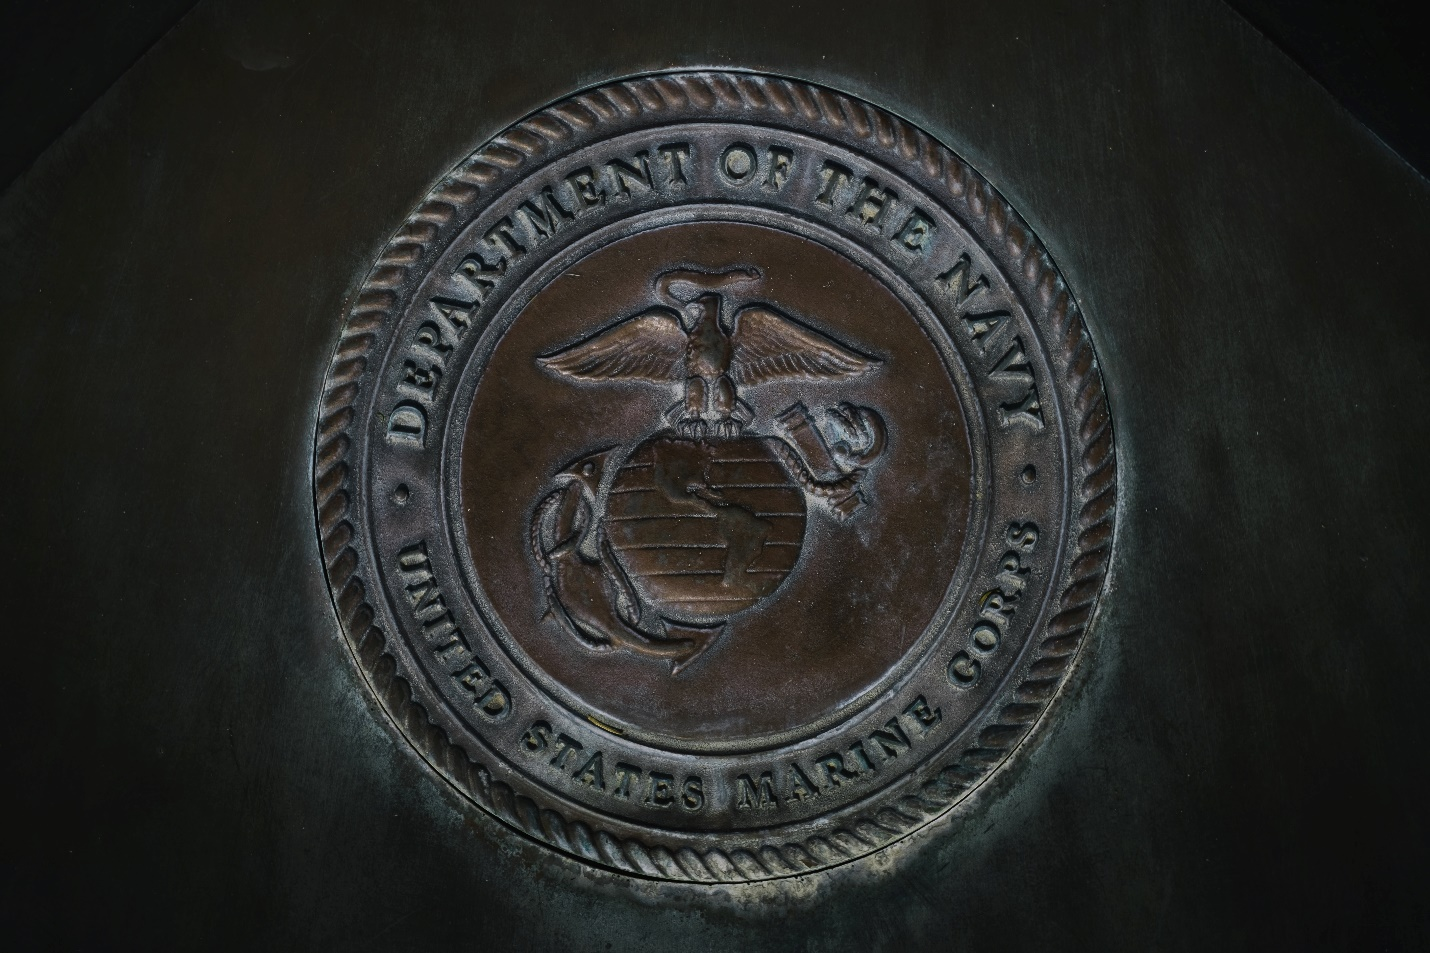 DEPARTMENT OF THE NAVY
UNITED STATES MARINE CORPS